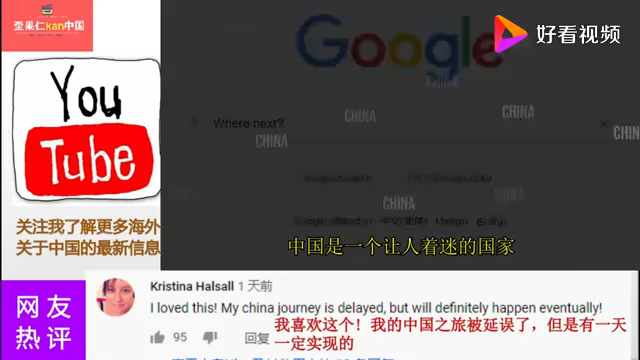 歪果仁kan中国
好看视频
Google
CHINA
CHINA
CHINA
CHINA
CHINA
CHINA
Where next?
You
Tube
关注我了解更多海外
关于中国的最新信息
中国是一个让人着迷的国家
网友
热评
Kristina Halsall 1天前
I loved this! My china journey is delayed, but will definitely happen eventually!
95 回复
我喜欢这个！我的中国之旅被延误了，但是有一天
一定实现的